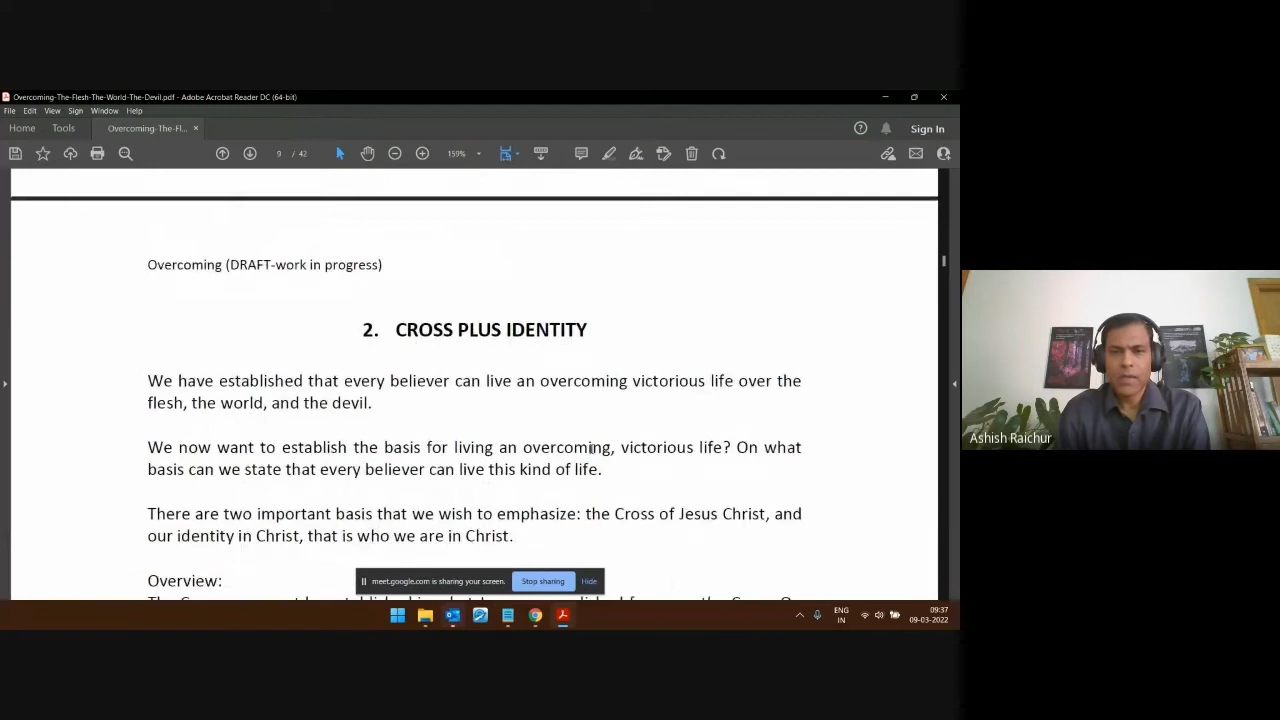 Overcoming-The-Flesh-The-World-The-Devil.pdf - Adobe Acrobat Reader DC (64-bit)
File Edit View Sign Window Help
Home Tools Overcoming-The-Fl... × Sign In
9 / 42 159%
Overcoming (DRAFT-work in progress)
2. CROSS PLUS IDENTITY
We have established that every believer can live an overcoming victorious life over the
flesh, the world, and the devil.
We now want to establish the basis for living an overcoming, victorious life? On what
basis can we state that every believer can live this kind of life.
There are two important basis that we wish to emphasize: the Cross of Jesus Christ, and
our identity in Christ, that is who we are in Christ.
Overview:
meet.google.com is sharing your screen. Stop sharing Hide
ENG
IN
09:37
09-03-2022
Ashish Raichur